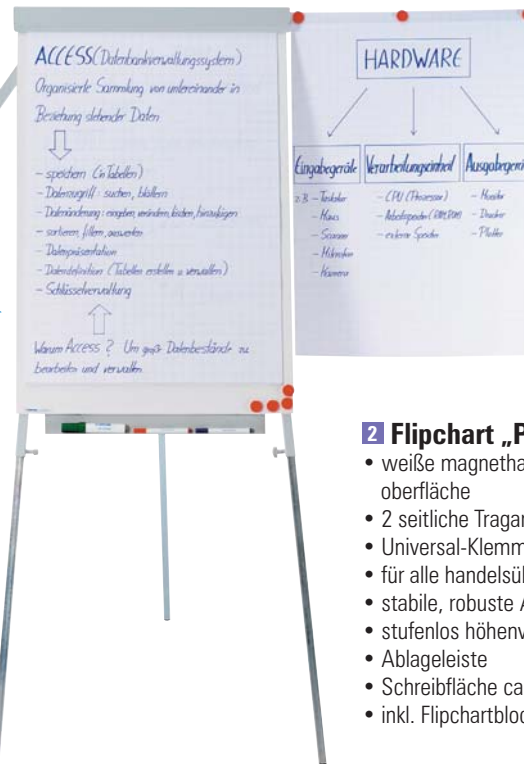 ACCESS (Datenbankverwaltungssystem)
Organisierte Sammlung von untereinander in
Beziehung stehender Daten
- speichern (in Tabellen)
- Datenzugriff: suchen, blättern
- Datenänderung: eingeben, verändern, löschen, hinzufügen
- sortieren, filtern, auswerten
- Datenpräsentation
- Datendefinition (Tabellen erstellen u. verwalten)
- Schlüsselverwaltung
Warum Access? Um große Datenbestände zu
bearbeiten und verwalten
HARDWARE
Eingabegeräte
z.B. - Tastatur
- Maus
- Scanner
- Mikrofon
- Kamera
Verarbeitungseinheit
- CPU (Prozessor)
- Arbeitsspeicher (RAM, ROM)
- externe Speicher
Ausgabegerä
- Monitor
- Drucker
- Plotter
2 Flipchart „P
• weiße magnetha
oberfläche
• 2 seitliche Tragar
• Universal-Klemm
• für alle handelsül
• stabile, robuste A
• stufenlos höhenv
• Ablageleiste
• Schreibfläche ca
• inkl. Flipchartbloc